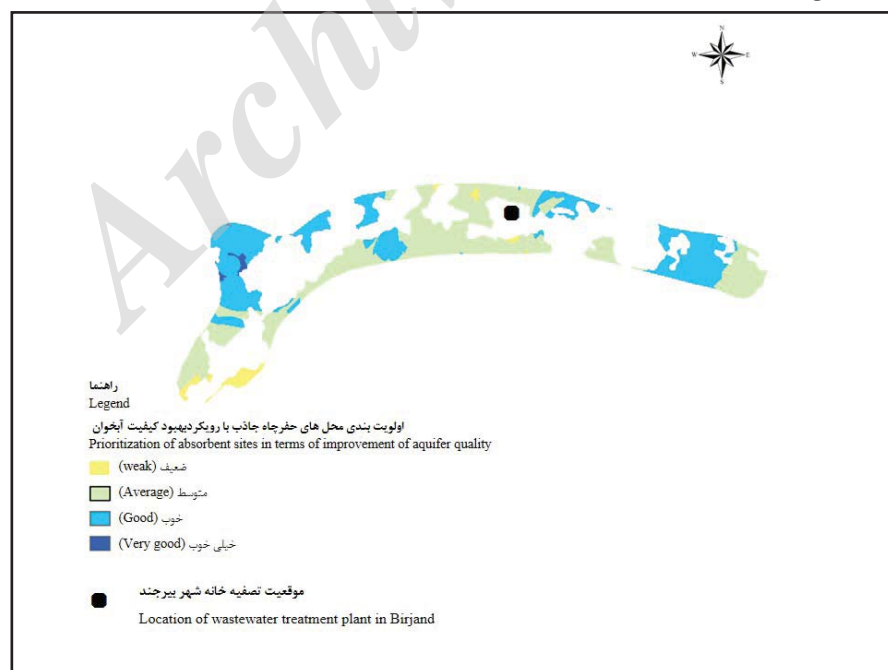 Archiv
N
W E
S
راهنما
Legend
اولویت بندی محل های حفرچاه جاذب با رویکردبهبود کیفیت آبخوان
Prioritization of absorbent sites in terms of improvement of aquifer quality
ضعیف (weak)
متوسط (Average)
خوب (Good)
خیلی خوب (Very good)
موقعیت تصفیه خانه شهر بیرجند
Location of wastewater treatment plant in Birjand